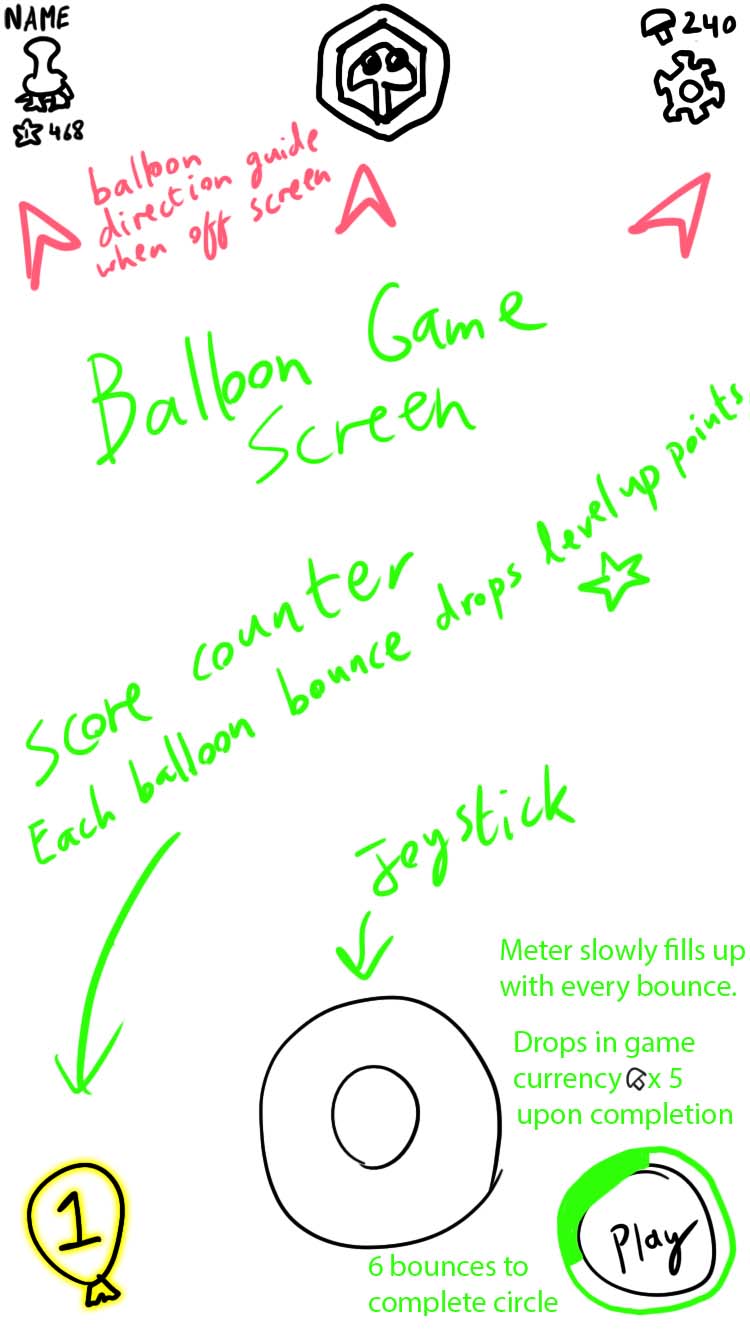 NAME
240
1 468
balloon
direction guide
when off screen
Balloon Game
Screen
Score counter
Each balloon bounce drops level up points
Joystick
Meter slowly fills up
with every bounce.
Drops in game
currency x 5
upon completion
1
Play
6 bounces to
complete circle